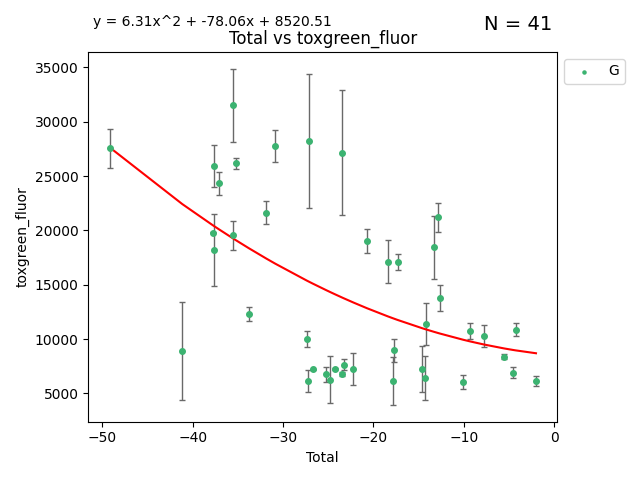 y = 6.31x^2 + -78.06x + 8520.51
N = 41
Total vs toxgreen_fluor
G
35000
30000
25000
20000
15000
10000
5000
toxgreen_fluor
−50 −40 −30 −20 −10 0
Total